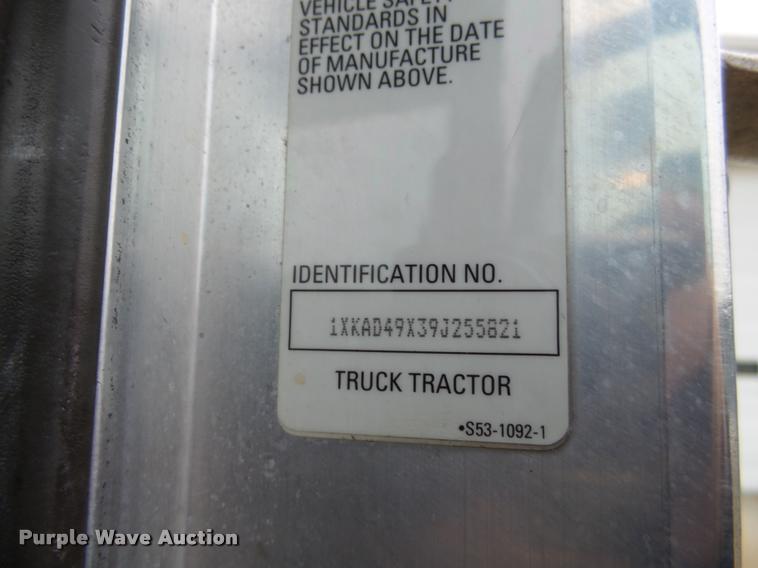 VEHICLE SAFETY
STANDARDS IN
EFFECT ON THE DATE
OF MANUFACTURE
SHOWN ABOVE.
IDENTIFICATION NO.
1XKAD49X39J255821
TRUCK TRACTOR
•S53-1092-1
Purple Wave Auction